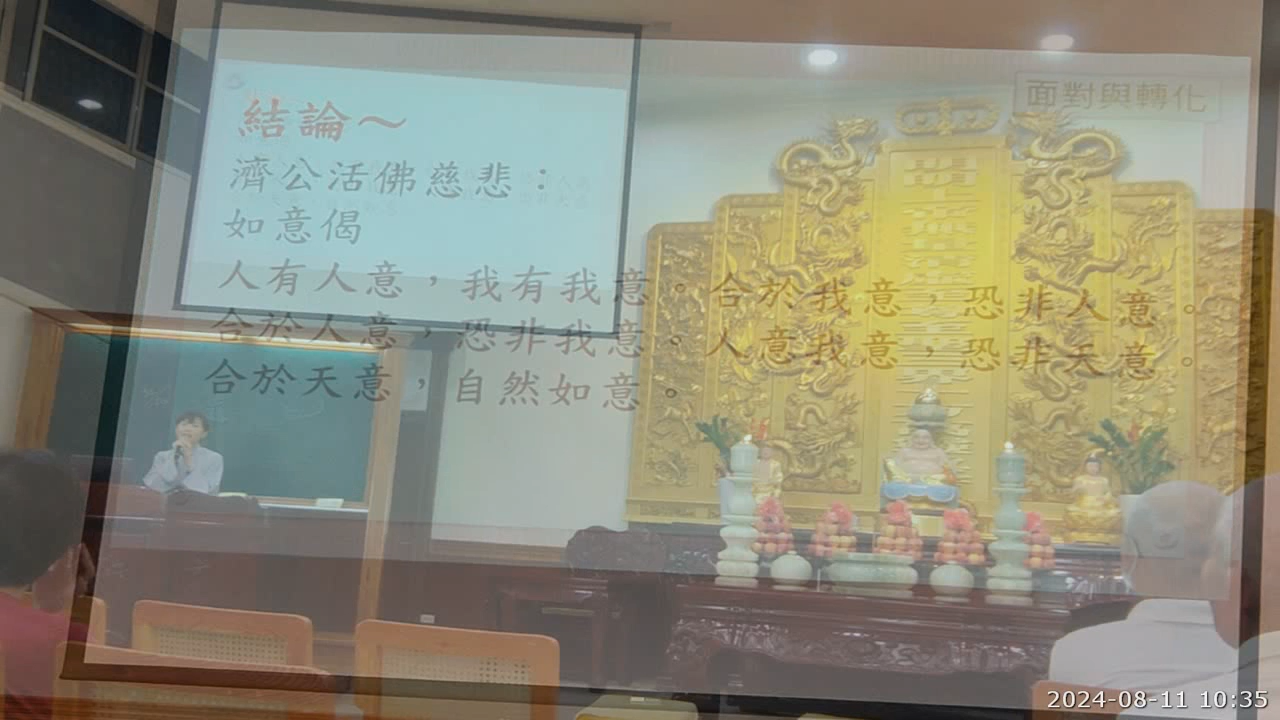 面對與轉化
結論～
濟公活佛慈悲：
如意偈
人有人意，我有我意。合於我意，恐非人意。
合於人意，恐非我意。人意我意，恐非天意。
合於天意，自然如意。
2024-08-11 10:35